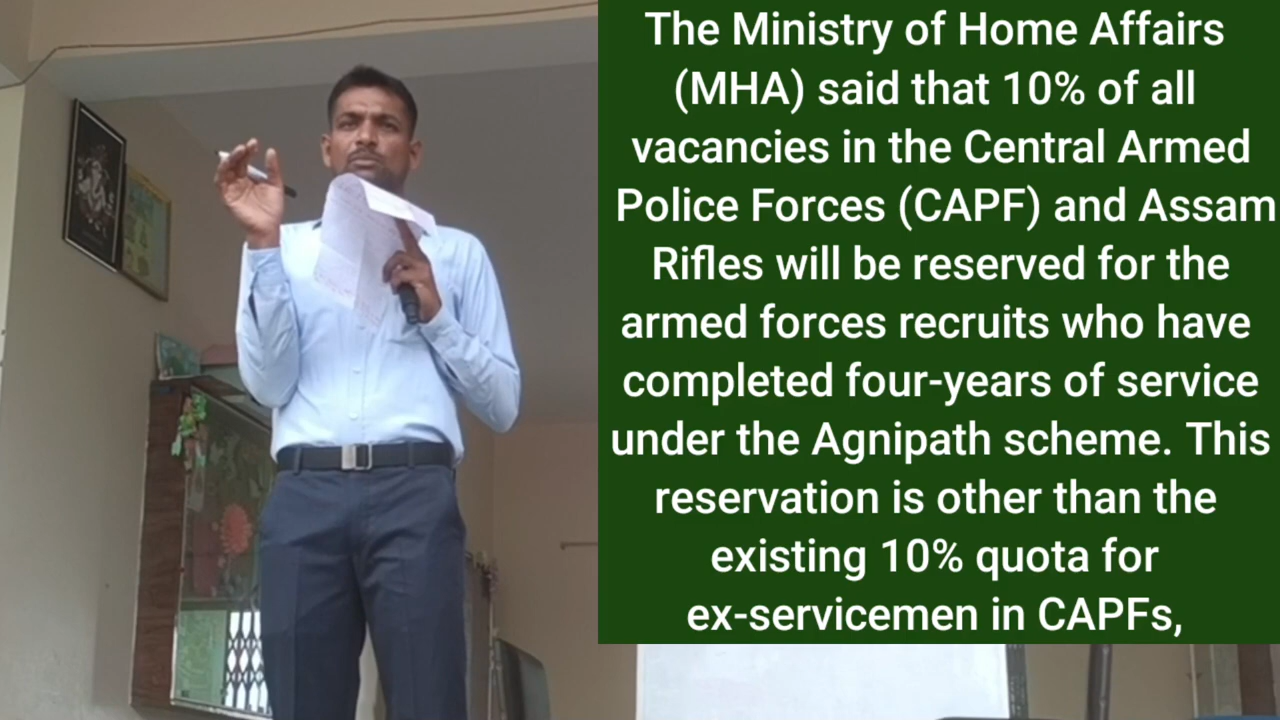 The Ministry of Home Affairs
(MHA) said that 10% of all
vacancies in the Central Armed
Police Forces (CAPF) and Assam
Rifles will be reserved for the
armed forces recruits who have
completed four-years of service
under the Agnipath scheme. This
reservation is other than the
existing 10% quota for
ex-servicemen in CAPFs,